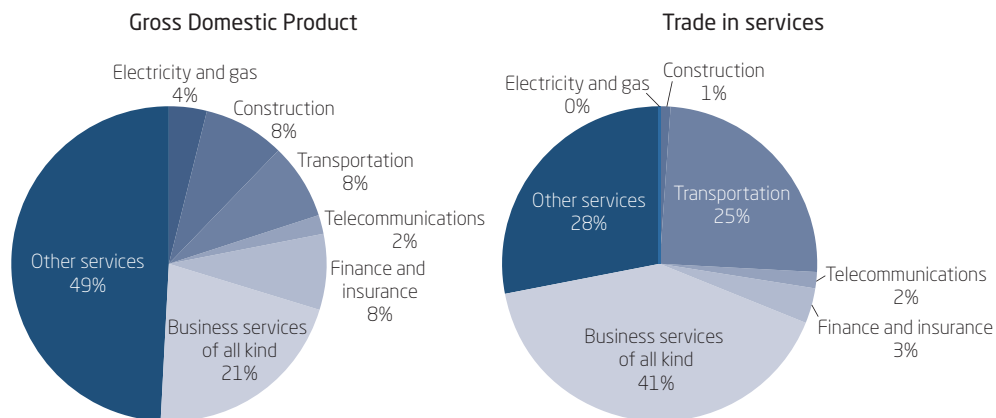 Gross Domestic Product
Electricity and gas
4%
Construction
8%
Transportation
8%
Telecommunications
2%
Finance and
insurance
8%
Business services
of all kind
21%
Other services
49%
Trade in services
Electricity and gas
0%
Construction
1%
Transportation
25%
Telecommunications
2%
Finance and insurance
3%
Business services
of all kind
41%
Other services
28%